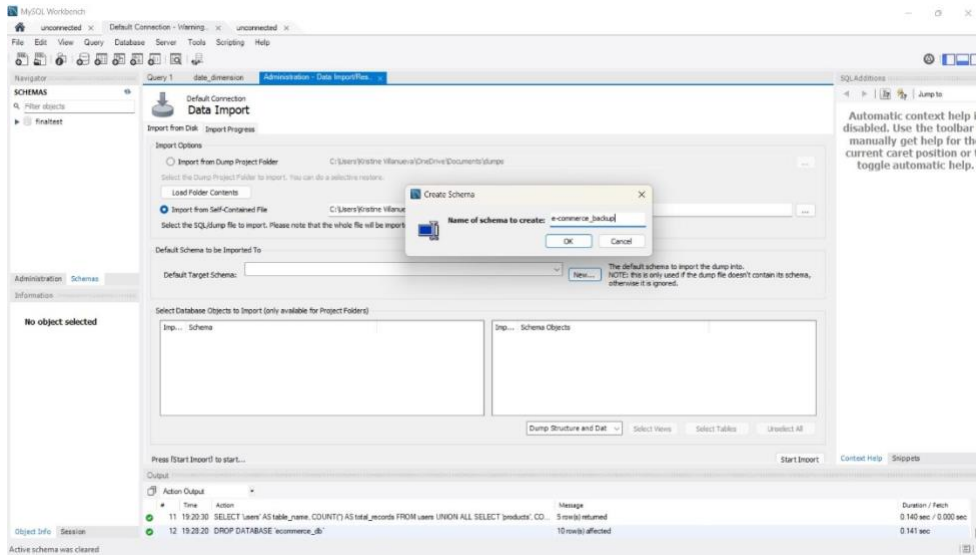 MySQL Workbench
unconnected × Default Connection - Warning... × unconnected ×
File Edit View Query Database Server Tools Scripting Help
Navigator
SCHEMAS
Filter objects
finaltest
Administration Schemas
Information
No object selected
Object Info Session
Active schema was cleared
Query 1 date_dimension Administration - Data Import/Res... ×
Default Connection
Data Import
Import from Disk Import Progress
Import Options
Import from Dump Project Folder C:\Users\Kristine Villanueva\OneDrive\Documents\dumps ...
Select the Dump Project Folder to import. You can do a selective restore.
Load Folder Contents
Import from Self-Contained File C:\Users\Kristine Villanue ...
Select the SQL/dump file to import. Please note that the whole file will be import
Create Schema
Name of schema to create: e-commerce_backup
OK Cancel
Default Schema to be Imported To
Default Target Schema: New...
The default schema to import the dump into.
NOTE: this is only used if the dump file doesn't contain its schema,
otherwise it is ignored.
Select Database Objects to Import (only available for Project Folders)
Imp... Schema
Imp... Schema Objects
Dump Structure and Dat Select Views Select Tables Unselect All
Press [Start Import] to start...
Start Import
Output
Action Output
# Time Action Message Duration / Fetch
11 19:20:30 SELECT 'users' AS table_name, COUNT(*) AS total_records FROM users UNION ALL SELECT 'products', CO... 5 row(s) returned 0.140 sec / 0.000 sec
12 19:28:20 DROP DATABASE `ecommerce_db` 10 row(s) affected 0.141 sec
SQLAdditions
Jump to
Automatic context help i
disabled. Use the toolbar
manually get help for the
current caret position or t
toggle automatic help.
Context Help Snippets